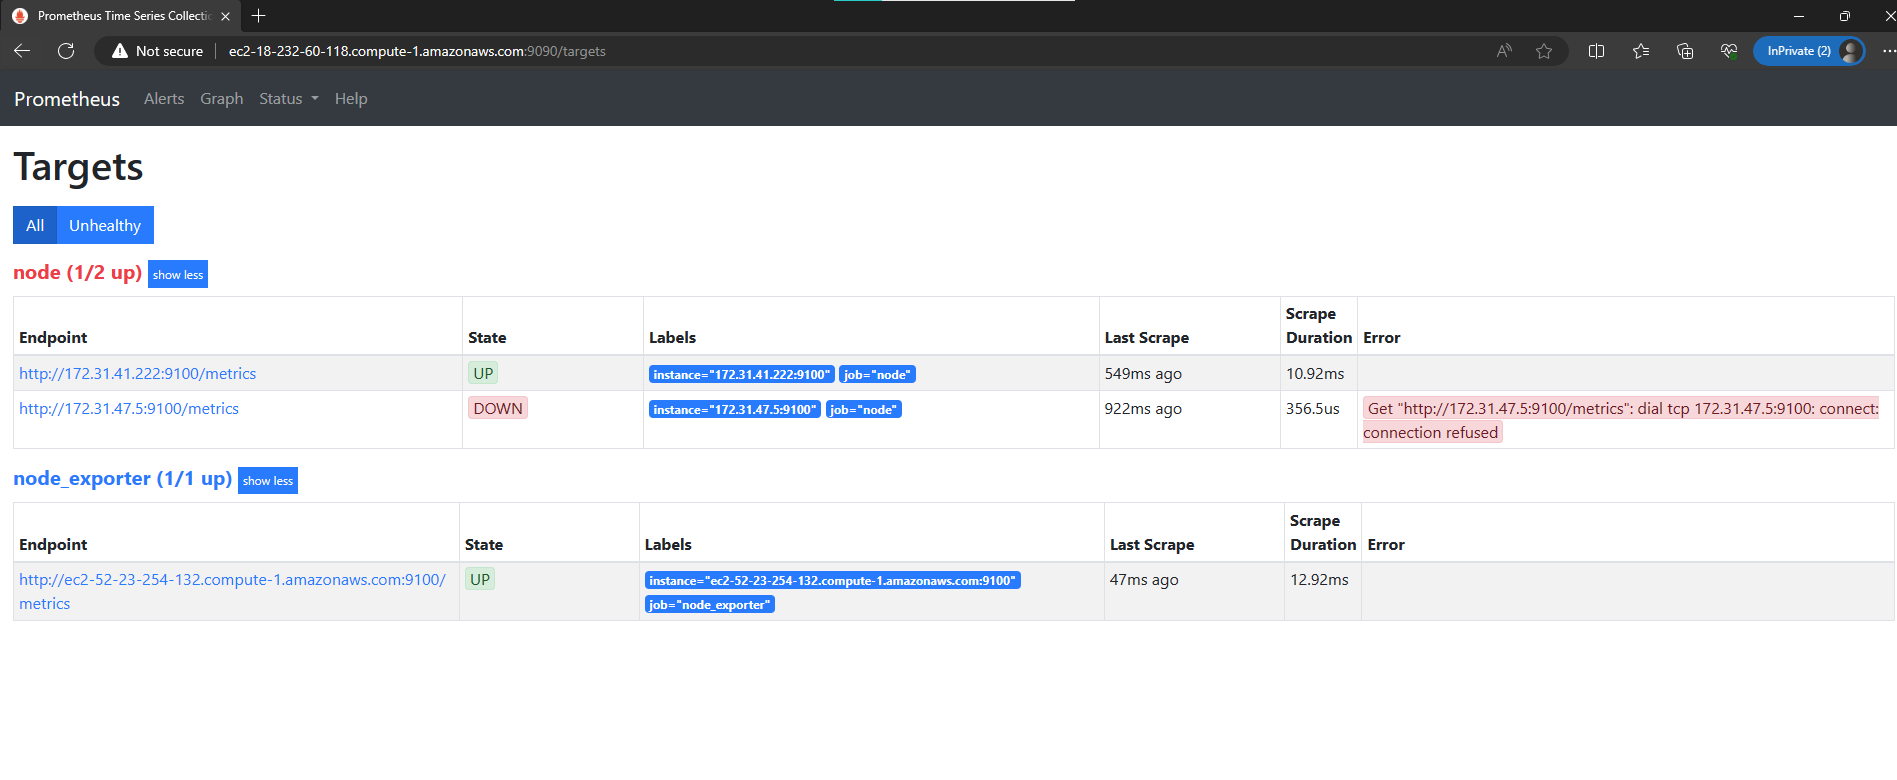 Prometheus Time Series Collectic
Not secure
ec2-18-232-60-118.compute-1.amazonaws.com:9090/targets
InPrivate (2)
Prometheus Alerts Graph Status Help
Targets
All Unhealthy
node (1/2 up) show less
Endpoint State Labels Last Scrape Scrape Duration Error
http://172.31.41.222:9100/metrics UP instance="172.31.41.222:9100" job="node" 549ms ago 10.92ms
http://172.31.47.5:9100/metrics DOWN instance="172.31.47.5:9100" job="node" 922ms ago 356.5us Get "http://172.31.47.5:9100/metrics": dial tcp 172.31.47.5:9100: connect:
connection refused
node_exporter (1/1 up) show less
Endpoint State Labels Last Scrape Scrape Duration Error
http://ec2-52-23-254-132.compute-1.amazonaws.com:9100/ UP instance="ec2-52-23-254-132.compute-1.amazonaws.com:9100" 47ms ago 12.92ms
metrics job="node_exporter"